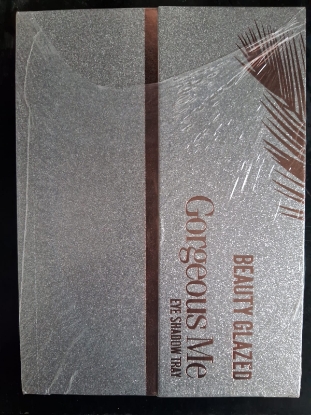 BEAUTY GLAZED
Gorgeous Me
EYE SHADOW TRAY